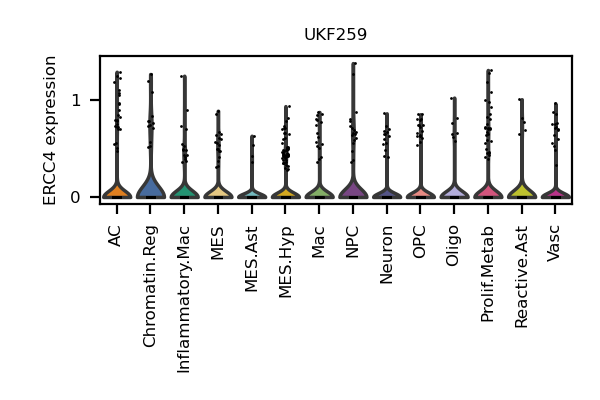 UKF259
ERCC4 expression
1
0
AC
Chromatin.Reg
Inflammatory.Mac
MES
MES.Ast
MES.Hyp
Mac
NPC
Neuron
OPC
Oligo
Prolif.Metab
Reactive.Ast
Vasc